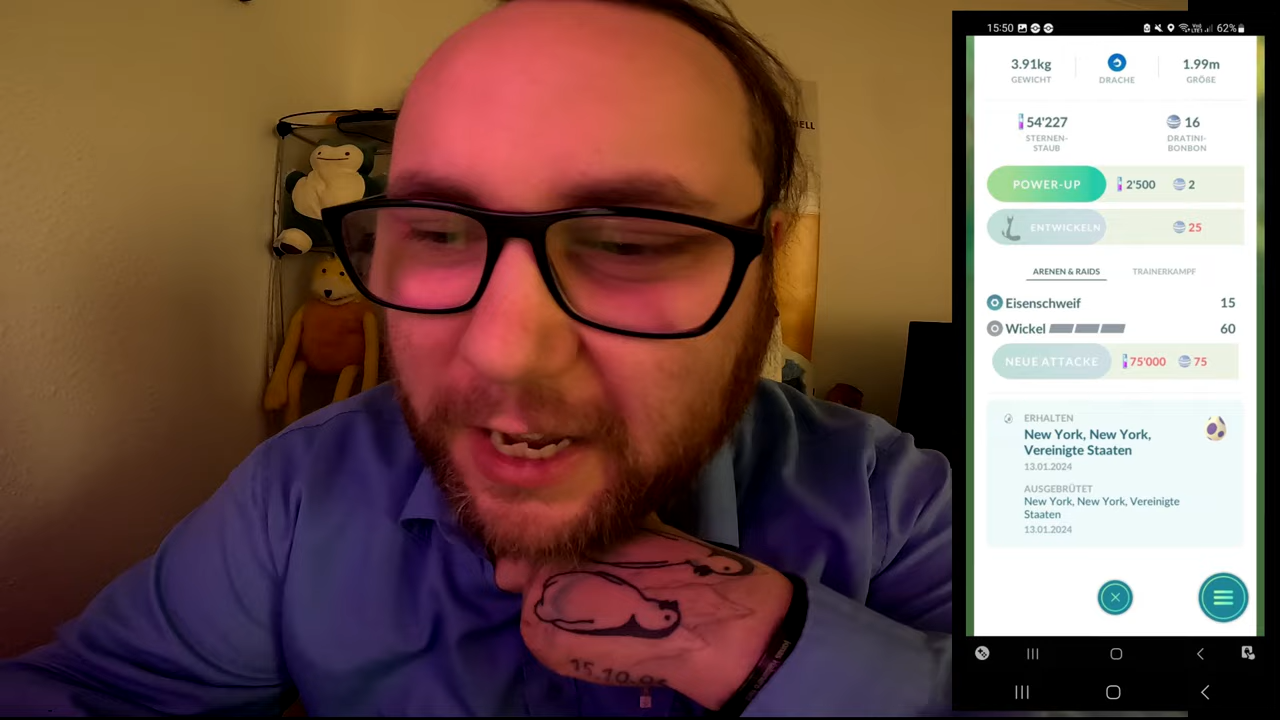 15:50
62%
3.91kg
GEWICHT
DRACHE
1.99m
GRÖßE
54'227
STERNEN-
STAUB
16
DRATINI-
BONBON
POWER-UP 2'500 2
ENTWICKELN 25
ARENEN & RAIDS TRAINERKAMPF
Eisenschweif 15
Wickel 60
NEUE ATTACKE 75'000 75
ERHALTEN
New York, New York,
Vereinigte Staaten
13.01.2024
AUSGEBRÜTET
New York, New York, Vereinigte
Staaten
13.01.2024